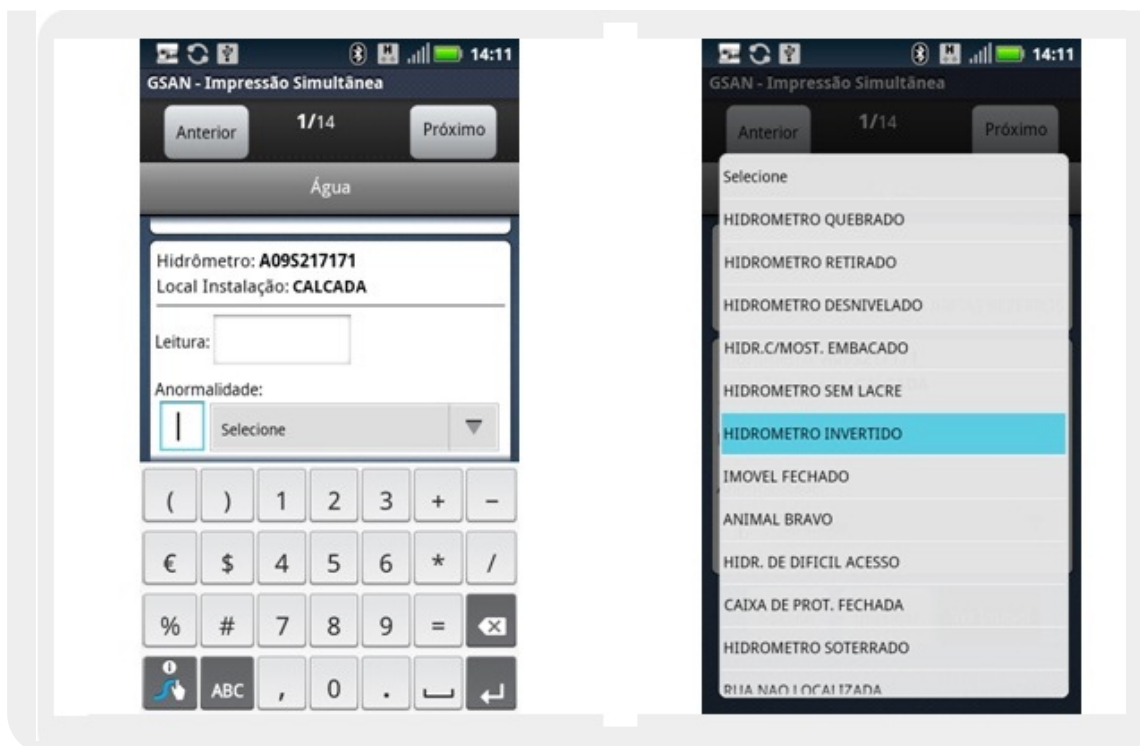 14:11
GSAN - Impressão Simultânea
Anterior
1/14
Próximo
Água
Hidrômetro: A09S217171
Local Instalação: CALCADA
Leitura:
Anormalidade:
Selecione
( ) 1 2 3 + -
€ $ 4 5 6 * /
% # 7 8 9 =
ABC , 0 .
14:11
GSAN - Impressão Simultânea
Anterior
1/14
Próximo
Selecione
HIDROMETRO QUEBRADO
HIDROMETRO RETIRADO
HIDROMETRO DESNIVELADO
HIDR.C/MOST. EMBACADO
HIDROMETRO SEM LACRE
HIDROMETRO INVERTIDO
IMOVEL FECHADO
ANIMAL BRAVO
HIDR. DE DIFICIL ACESSO
CAIXA DE PROT. FECHADA
HIDROMETRO SOTERRADO
RUA NAO LOCALIZADA